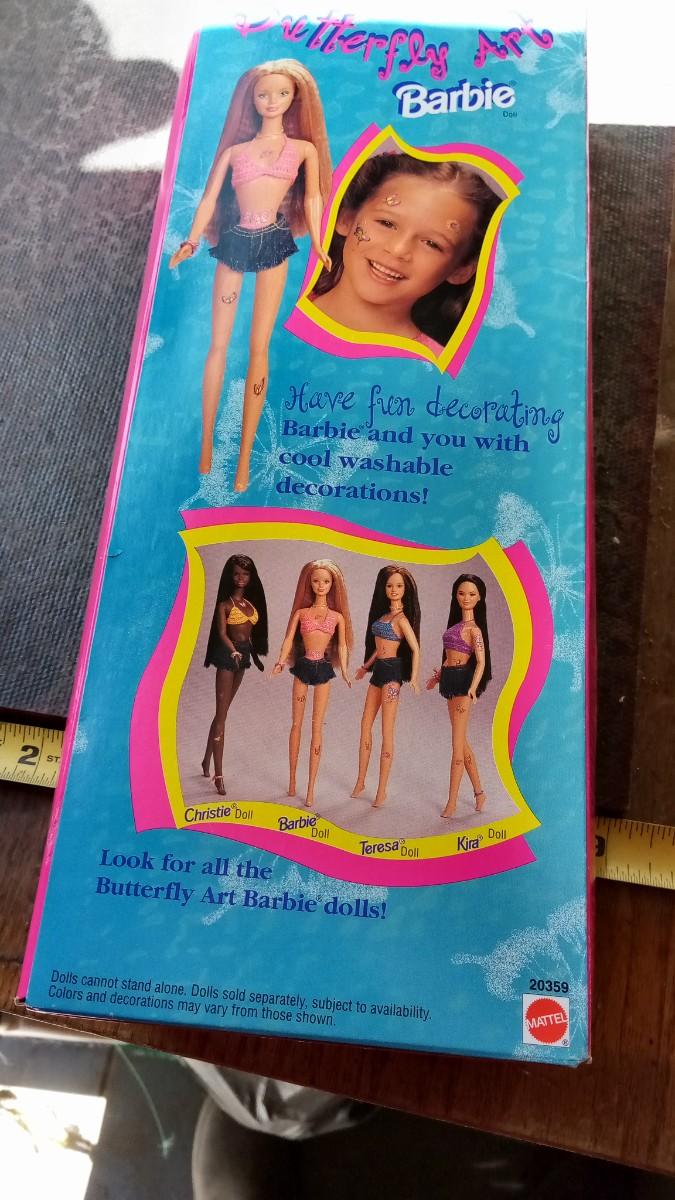 Butterfly Art
Barbie®
Doll
Have fun decorating
Barbie® and you with
cool washable
decorations!
Christie® Doll
Barbie® Doll
Teresa® Doll
Kira® Doll
Look for all the
Butterfly Art Barbie® dolls!
Dolls cannot stand alone. Dolls sold separately, subject to availability.
Colors and decorations may vary from those shown.
20359
MATTEL
®
2 ST
9